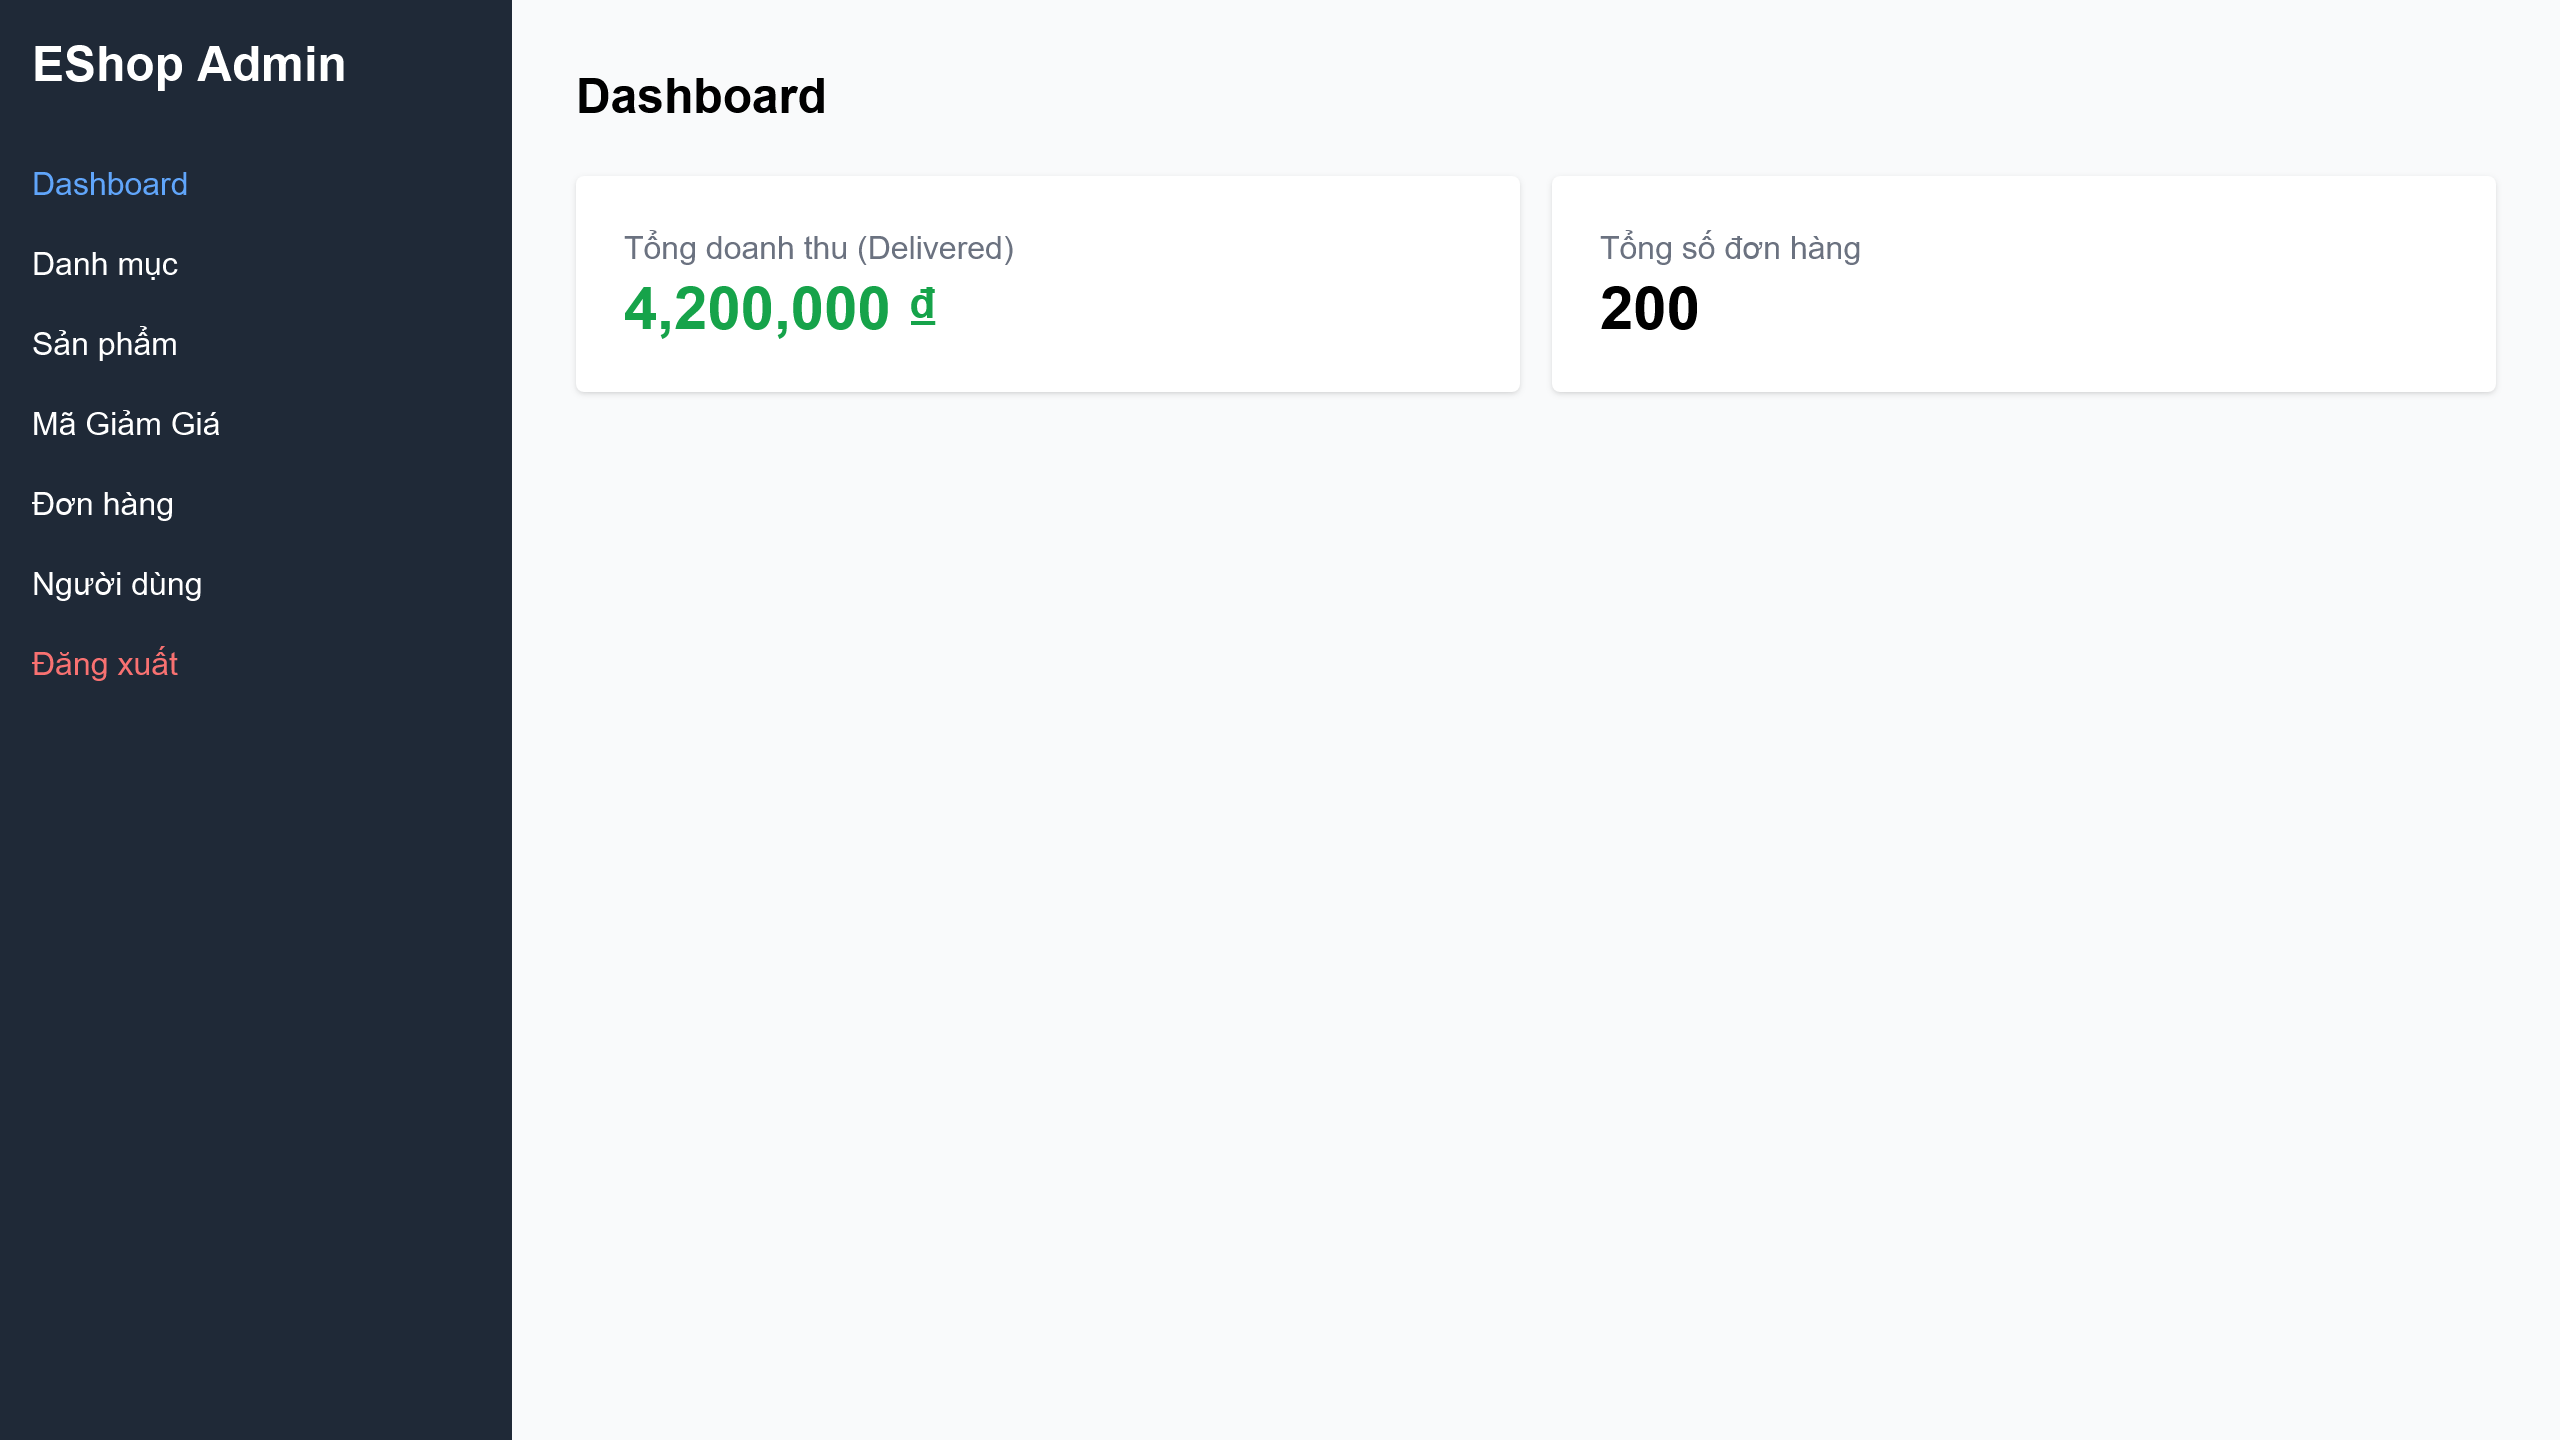 EShop Admin
Dashboard
Danh mục
Sản phẩm
Mã Giảm Giá
Đơn hàng
Người dùng
Đăng xuất
Dashboard
Tổng doanh thu (Delivered)
4,200,000 ₫
Tổng số đơn hàng
200